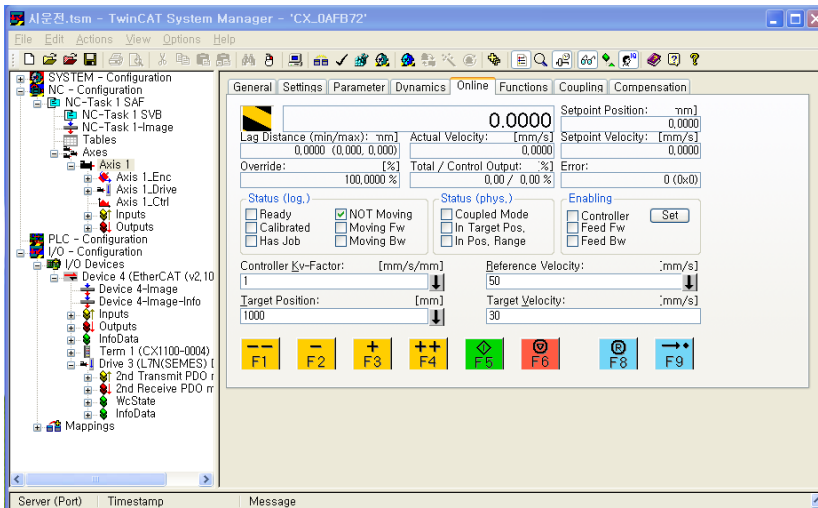 시운전.tsm - TwinCAT System Manager - 'CX_0AFB72'
File Edit Actions View Options Help
SYSTEM - Configuration
NC - Configuration
NC-Task 1 SAF
NC-Task 1 SVB
NC-Task 1-Image
Tables
Axes
Axis 1
Axis 1_Enc
Axis 1_Drive
Axis 1_Ctrl
Inputs
Outputs
PLC - Configuration
I/O - Configuration
I/O Devices
Device 4 (EtherCAT (v2,10
Device 4-Image
Device 4-Image-Info
Inputs
Outputs
InfoData
Term 1 (CX1100-0004)
Drive 3 (L7N(SEMES) [
2nd Transmit PDO r
2nd Receive PDO m
WcState
InfoData
Mappings
General Settings Parameter Dynamics Online Functions Coupling Compensation
0.0000
Setpoint Position: mm]
0,0000
Lag Distance (min/max): mm] Actual Velocity: [mm/s] Setpoint Velocity: [mm/s]
0,0000 (0,000, 0,000) 0,0000 0,0000
Override: [%] Total / Control Output: %] Error:
100,0000 % 0,00 / 0,00 % 0 (0x0)
Status (log,) Status (phys,) Enabling
Ready NOT Moving Coupled Mode Controller Set
Calibrated Moving Fw In Target Pos, Feed Fw
Has Job Moving Bw In Pos, Range Feed Bw
Controller Kv-Factor: [mm/s/mm] Reference Velocity: [mm/s]
1 50
Target Position: [mm] Target Velocity: [mm/s]
1000 30
-- - + ++ R
F1 F2 F3 F4 F5 F6 F8 F9
Server (Port) Timestamp Message